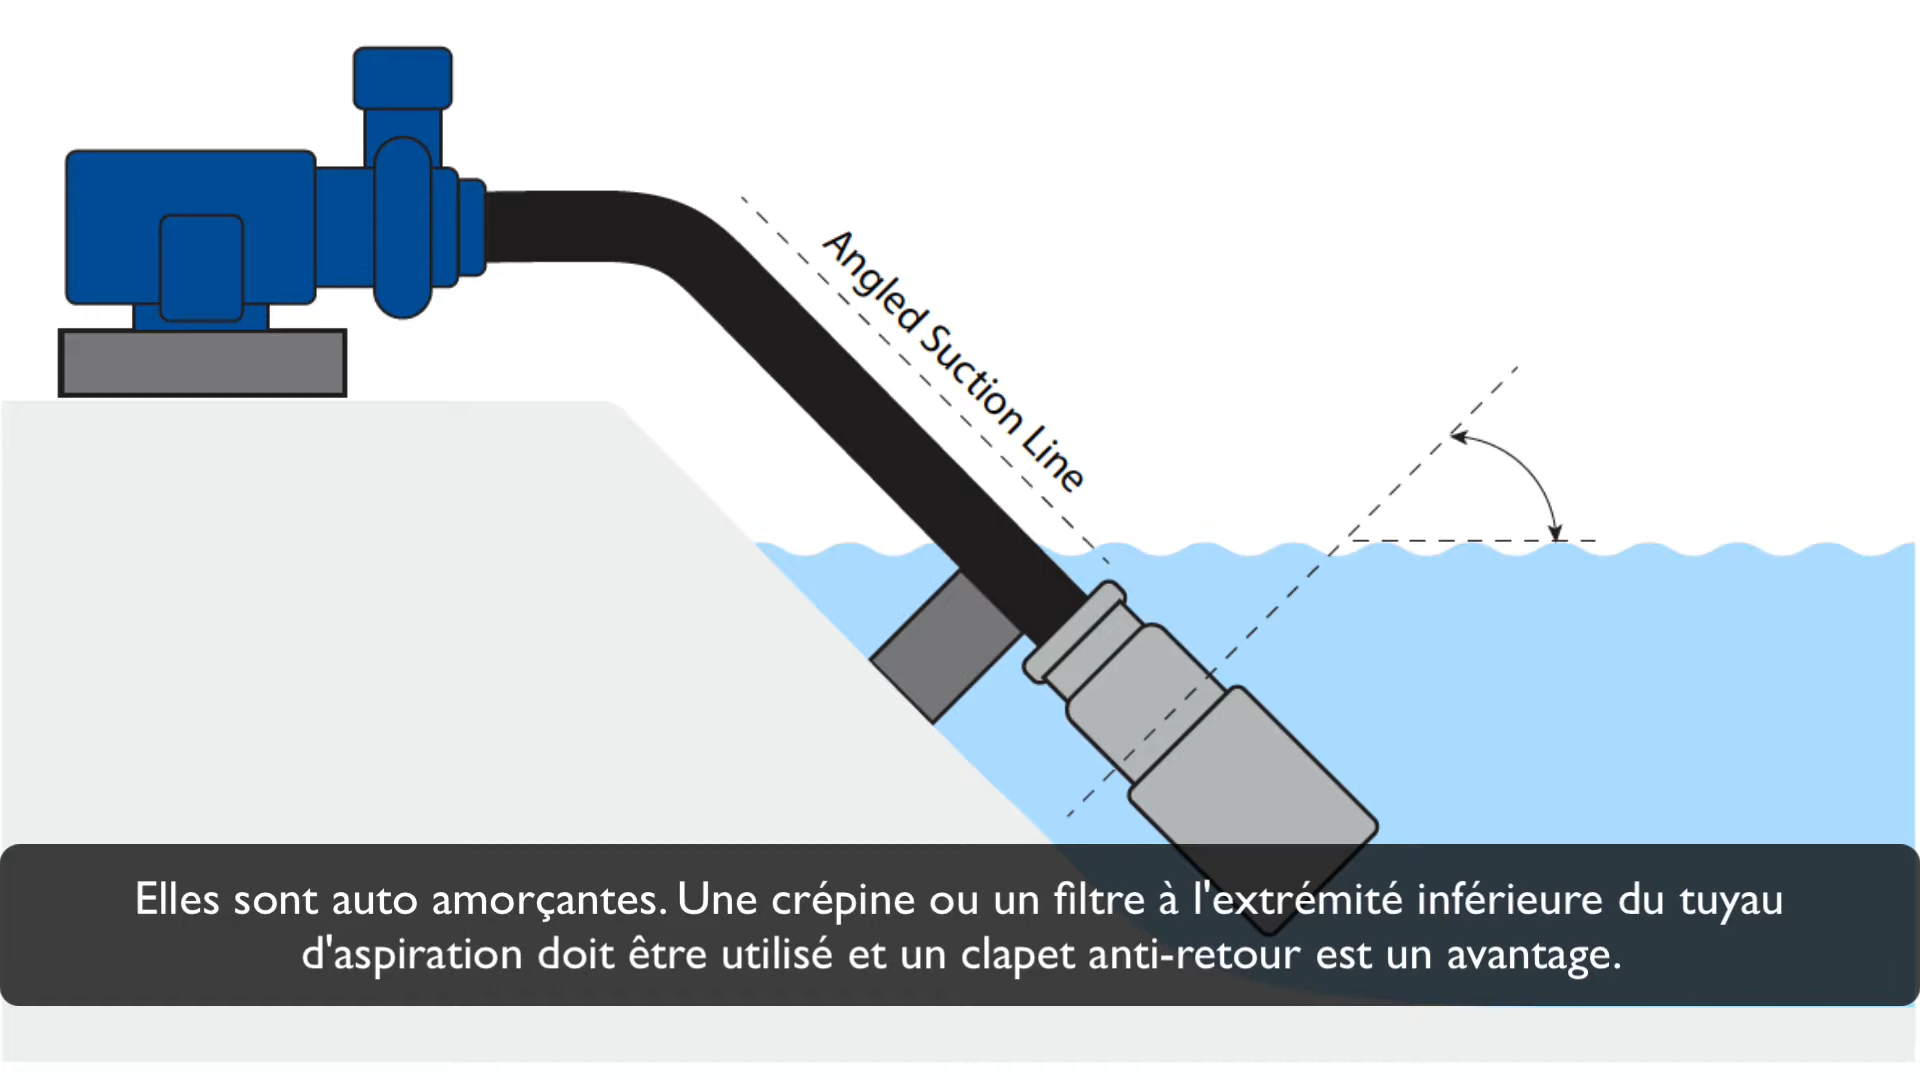 Angled Suction Line
Elles sont auto amorçantes. Une crépine ou un filtre à l'extrémité inférieure du tuyau
d'aspiration doit être utilisé et un clapet anti-retour est un avantage.